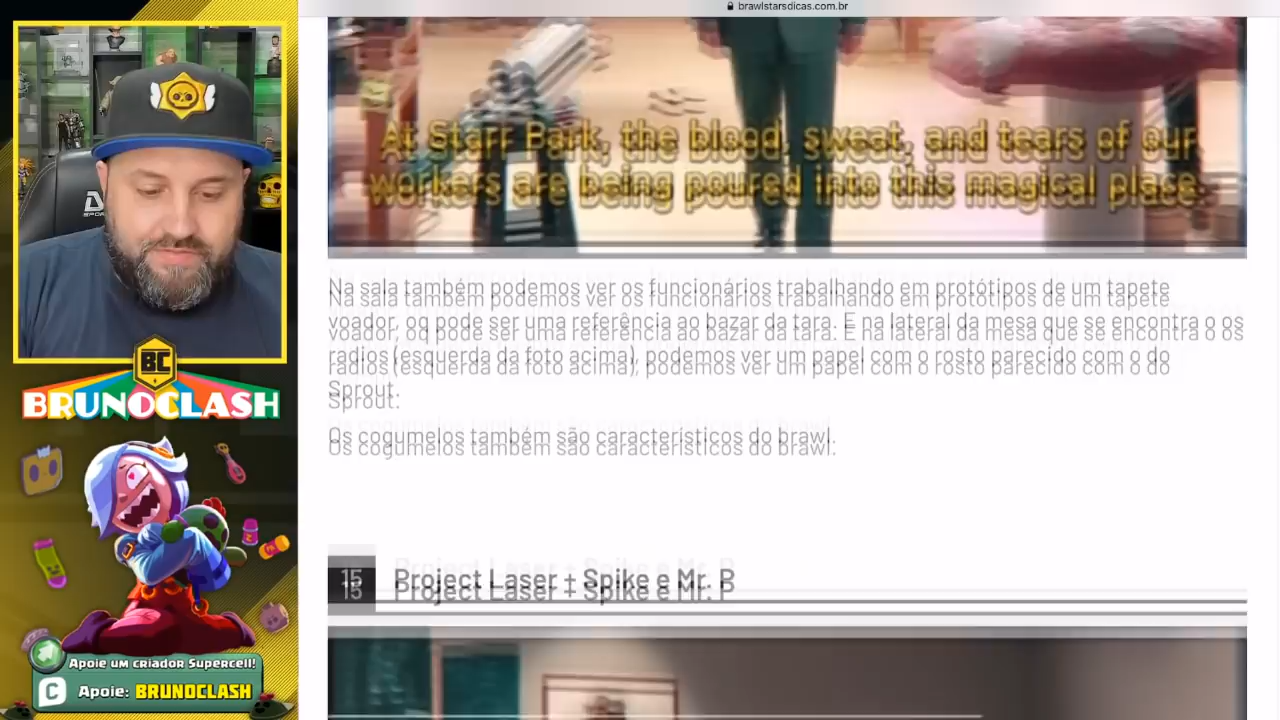 brawlstarsdicas.com.br
At Starr Park, the blood, sweat, and tears of our
workers are being poured into this magical place.
Na sala também podemos ver os funcionários trabalhando em protótipos de um tapete
voador, oq pode ser uma referência ao bazar da tara. E na lateral da mesa que se encontra o os
radios (esquerda da foto acima), podemos ver um papel com o rosto parecido com o do
Sprout:
Os cogumelos também são característicos do brawl.
15 Project Laser + Spike e Mr. P
BC
BRUNOCLASH
Apoie um criador Supercell!
C Apoie: BRUNOCLASH